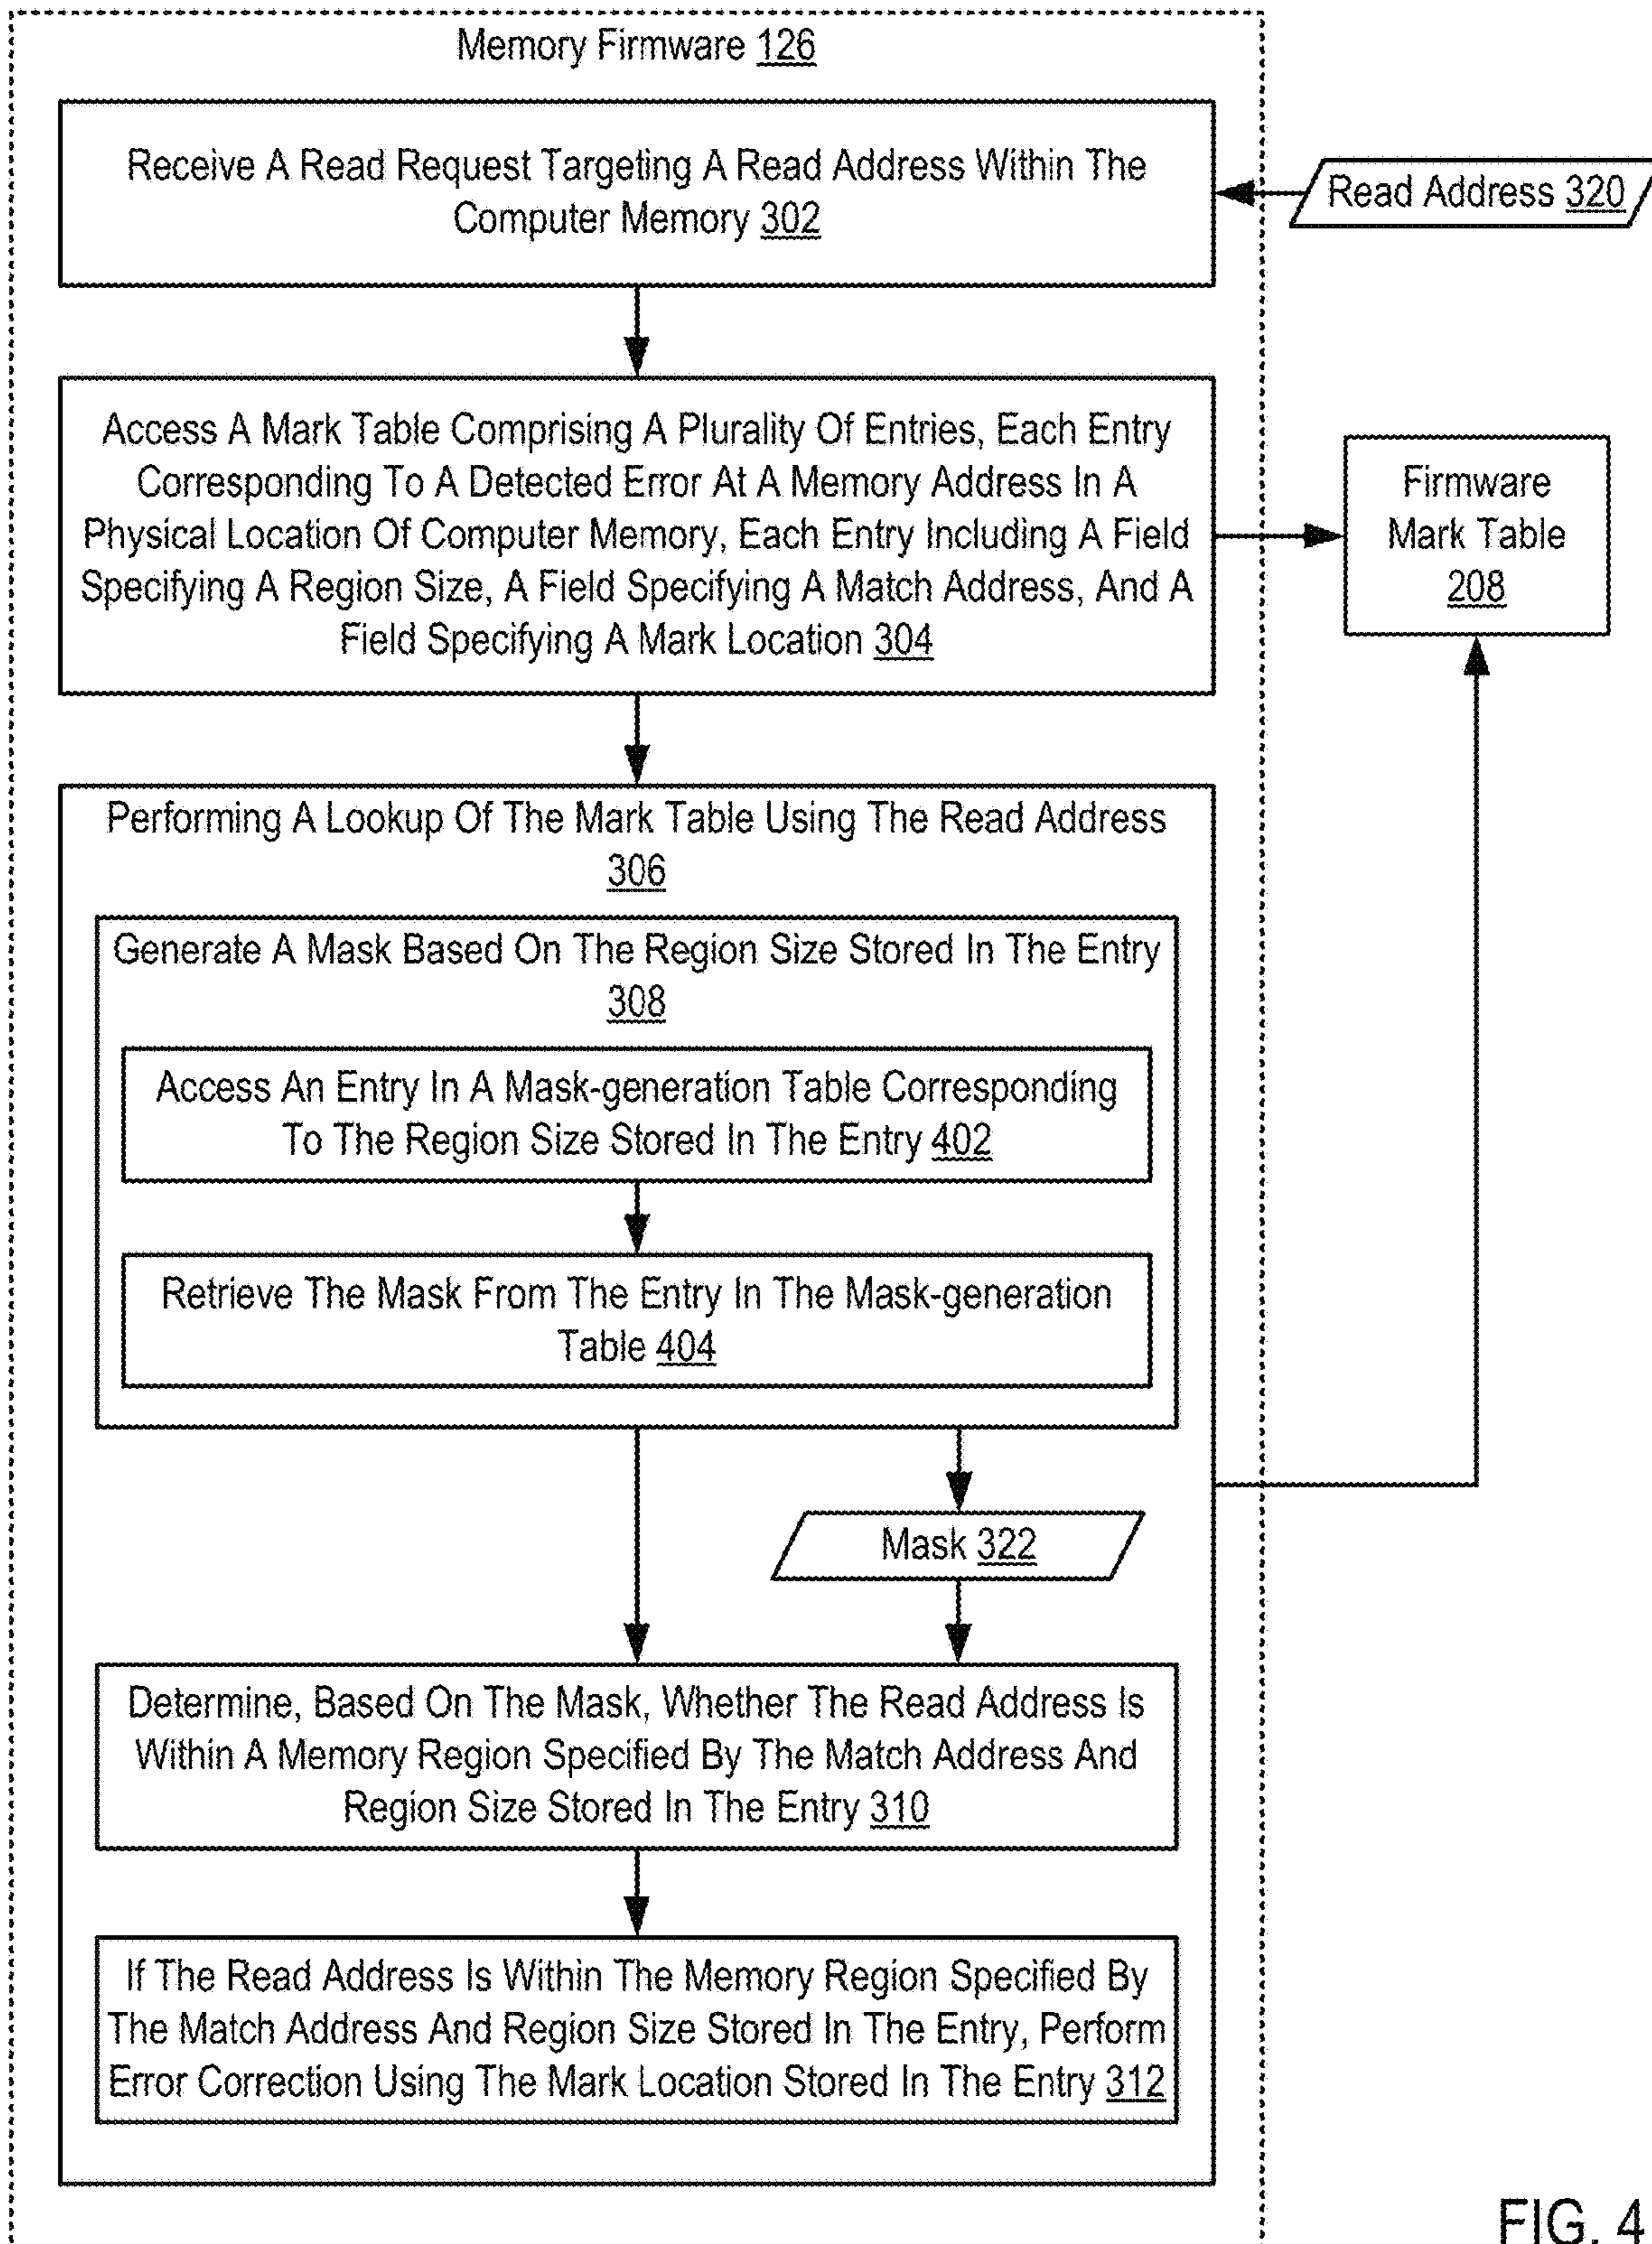 Memory Firmware 126
Receive A Read Request Targeting A Read Address Within The
Computer Memory 302
Read Address 320
Access A Mark Table Comprising A Plurality Of Entries, Each Entry
Corresponding To A Detected Error At A Memory Address In A
Physical Location Of Computer Memory, Each Entry Including A Field
Specifying A Region Size, A Field Specifying A Match Address, And A
Field Specifying A Mark Location 304
Firmware
Mark Table
208
Performing A Lookup Of The Mark Table Using The Read Address
306
Generate A Mask Based On The Region Size Stored In The Entry
308
Access An Entry In A Mask-generation Table Corresponding
To The Region Size Stored In The Entry 402
Retrieve The Mask From The Entry In The Mask-generation
Table 404
Mask 322
Determine, Based On The Mask, Whether The Read Address Is
Within A Memory Region Specified By The Match Address And
Region Size Stored In The Entry 310
If The Read Address Is Within The Memory Region Specified By
The Match Address And Region Size Stored In The Entry, Perform
Error Correction Using The Mark Location Stored In The Entry 312
FIG. 4